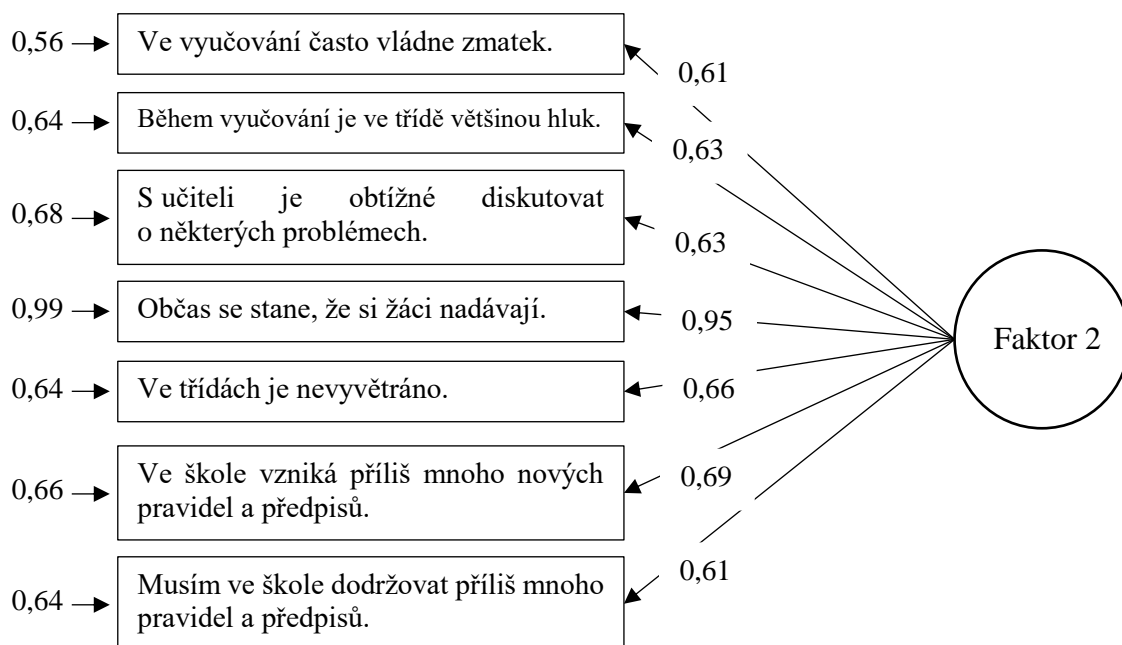 0,56 Ve vyučování často vládne zmatek.
0,61
0,64 Během vyučování je ve třídě většinou hluk.
0,63
S učiteli je obtížné diskutovat
0,68
o některých problémech.
0,63
0,99 Občas se stane, že si žáci nadávají.
0,95
Faktor 2
0,64 Ve třídách je nevyvětráno.
0,66
Ve škole vzniká příliš mnoho nových
0,66
pravidel a předpisů.
0,69
Musím ve škole dodržovat příliš mnoho
0,61
0,64
pravidel a předpisů.